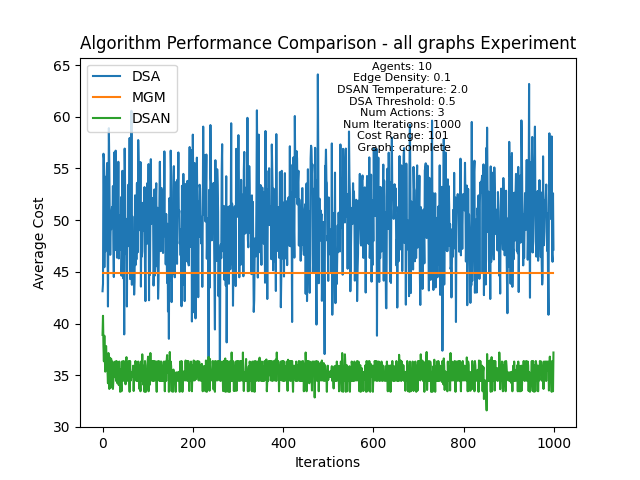 Algorithm Performance Comparison - all graphs Experiment
DSA
MGM
DSAN
Agents: 10
Edge Density: 0.1
DSAN Temperature: 2.0
DSA Threshold: 0.5
Num Actions: 3
Num Iterations: 1000
Cost Range: 101
Graph: complete
Average Cost
65
60
55
50
45
40
35
30
0
200
400
600
800
1000
Iterations